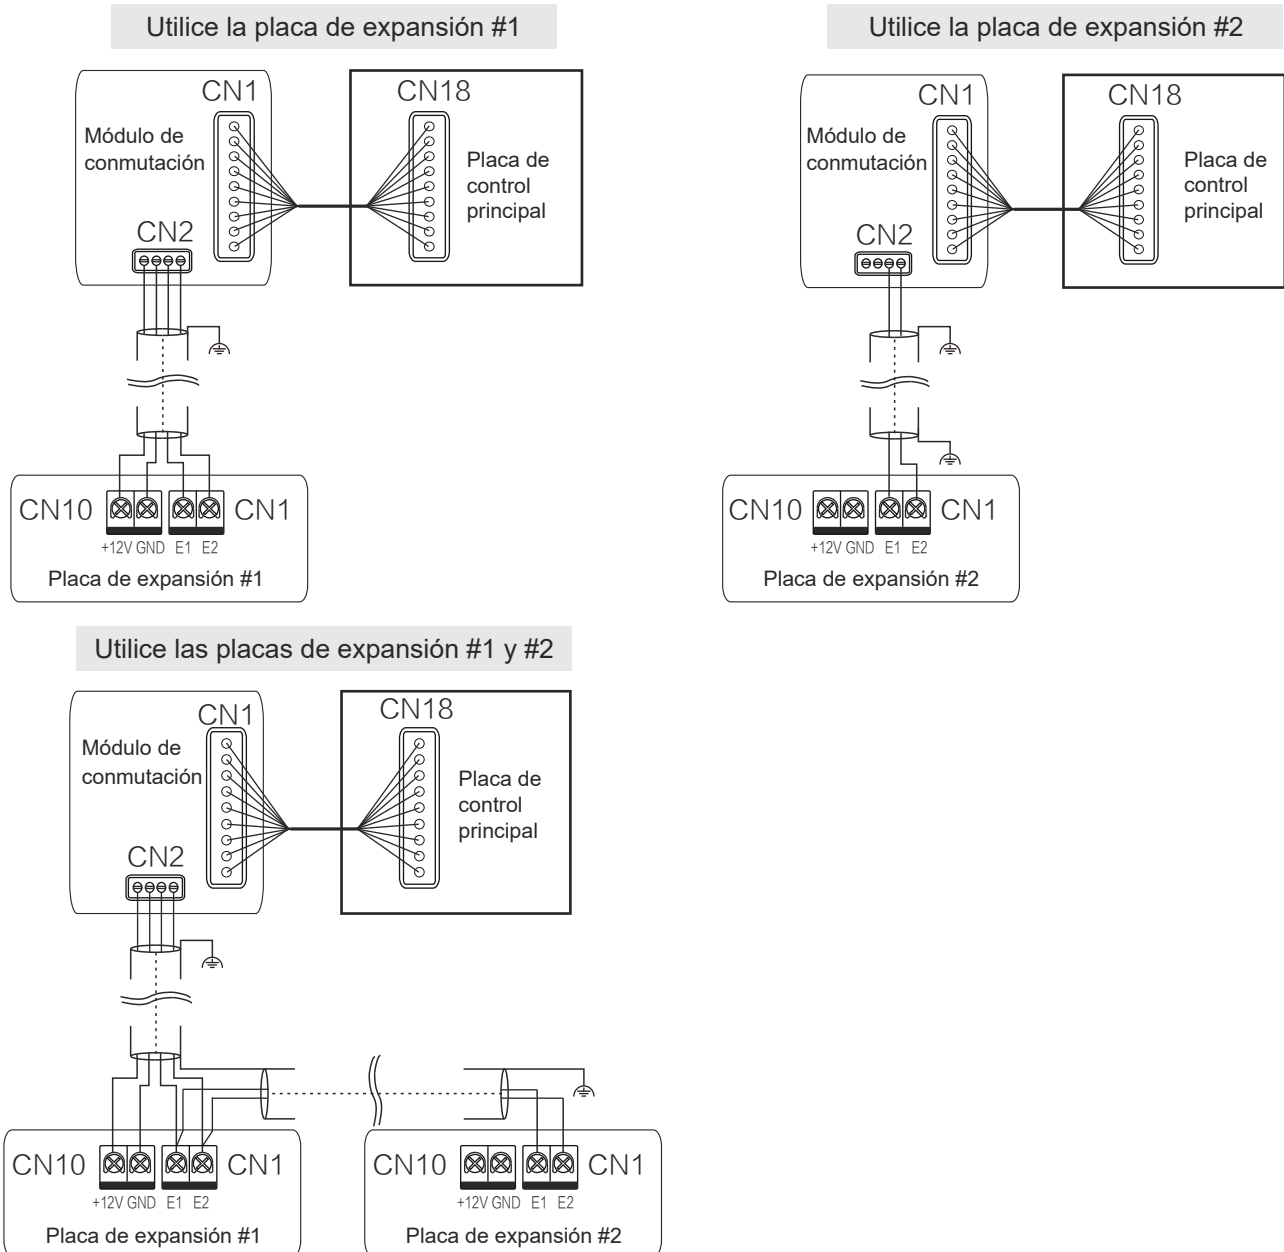 Utilice la placa de expansión #1
CN1
CN18
Módulo de
conmutación
Placa de
control
principal
CN2
CN10
CN1
+12V GND E1 E2
Placa de expansión #1
Utilice la placa de expansión #2
CN1
CN18
Módulo de
conmutación
Placa de
control
principal
CN2
CN10
CN1
+12V GND E1 E2
Placa de expansión #2
Utilice las placas de expansión #1 y #2
CN1
CN18
Módulo de
conmutación
Placa de
control
principal
CN2
CN10
CN1
+12V GND E1 E2
Placa de expansión #1
CN10
CN1
+12V GND E1 E2
Placa de expansión #2